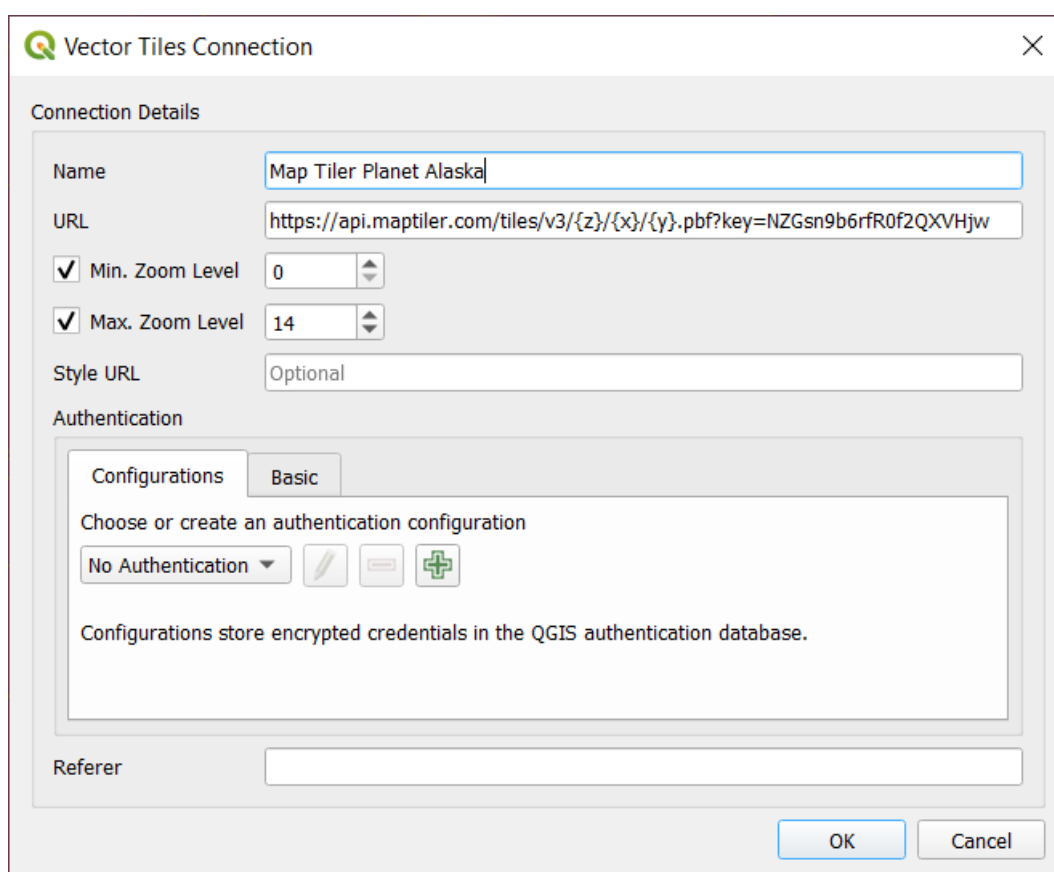 Vector Tiles Connection
Connection Details
Name Map Tiler Planet Alaska
URL https://api.maptiler.com/tiles/v3/{z}/{x}/{y}.pbf?key=NZGsn9b6rfR0f2QXVHjw
Min. Zoom Level 0
Max. Zoom Level 14
Style URL Optional
Authentication
Configurations Basic
Choose or create an authentication configuration
No Authentication
Configurations store encrypted credentials in the QGIS authentication database.
Referer
OK Cancel